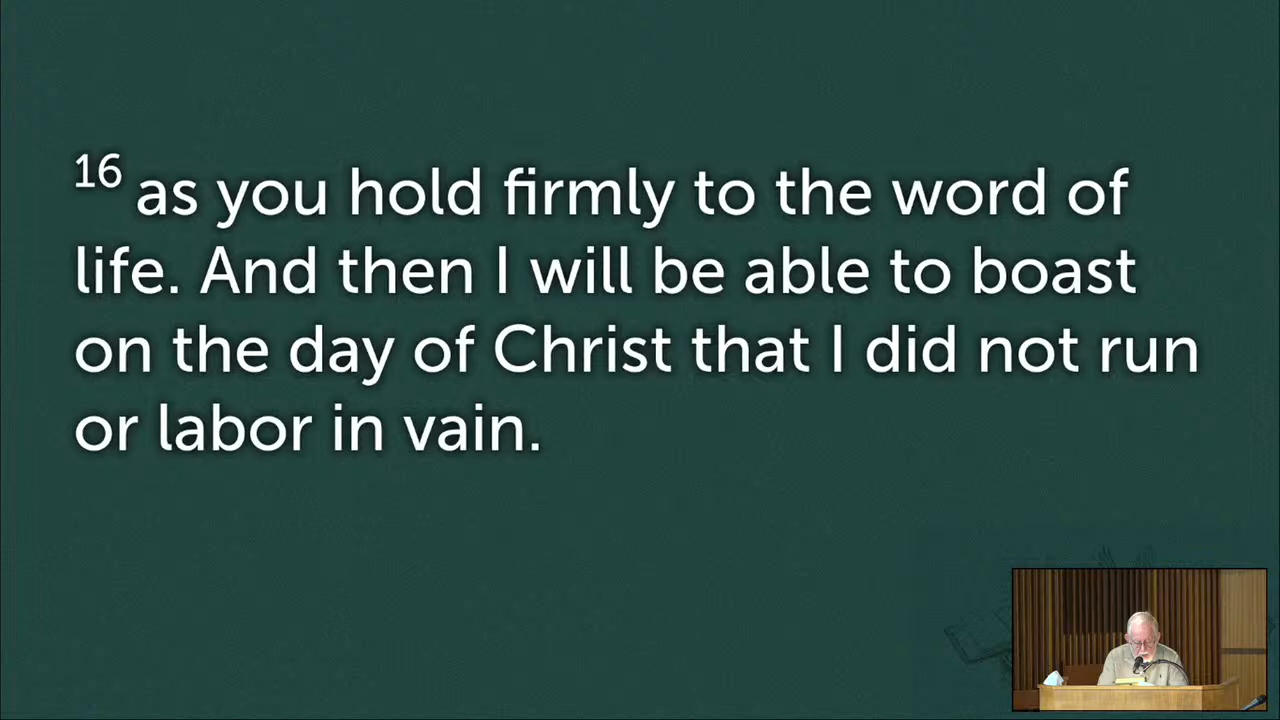 16 as you hold firmly to the word of
life. And then I will be able to boast
on the day of Christ that I did not run
or labor in vain.